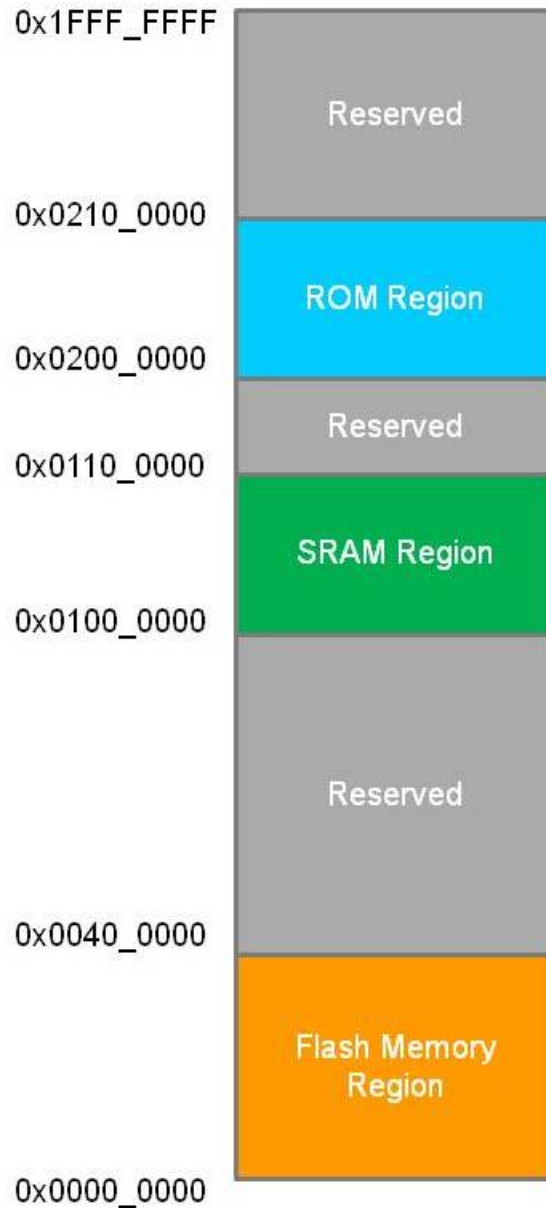 0x1FFF_FFFF
Reserved
0x0210_0000
ROM Region
0x0200_0000
Reserved
0x0110_0000
SRAM Region
0x0100_0000
Reserved
0x0040_0000
Flash Memory
Region
0x0000_0000